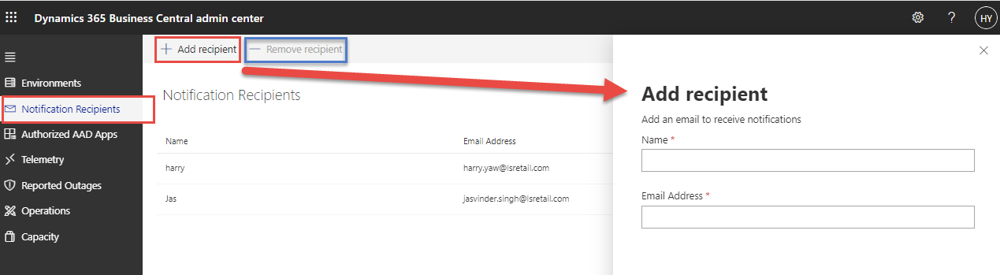 Dynamics 365 Business Central admin center
?
HY
Add recipient
Remove recipient
Environments
Notification Recipients
Authorized AAD Apps
Telemetry
Reported Outages
Operations
Capacity
Notification Recipients
Name Email Address
harry harry.yaw@lsretail.com
Jas jasvinder.singh@lsretail.com
Add recipient
Add an email to receive notifications
Name *
Email Address *